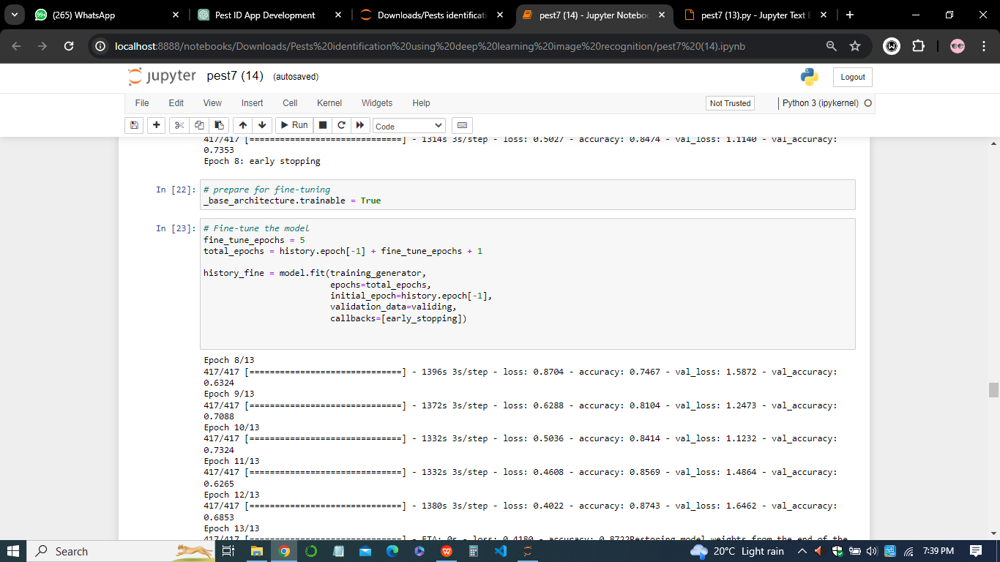 (265) WhatsApp
Pest ID App Development
Downloads/Pests identificati
pest7 (14) - Jupyter Noteboo
pest7 (13).py - Jupyter Text E
localhost:8888/notebooks/Downloads/Pests%20identification%20using%20deep%20learning%20image%20recognition/pest7%20(14).ipynb
jupyter pest7 (14) (autosaved)
Logout
File Edit View Insert Cell Kernel Widgets Help
Not Trusted
Python 3 (ipykernel)
Run
Code
417/417 [==============================] - 1314s 3s/step - loss: 0.5027 - accuracy: 0.8474 - val_loss: 1.1140 - val_accuracy:
0.7353
Epoch 8: early stopping
In [22]: # prepare for fine-tuning
_base_architecture.trainable = True
In [23]: # Fine-tune the model
fine_tune_epochs = 5
total_epochs = history.epoch[-1] + fine_tune_epochs + 1
history_fine = model.fit(training_generator,
epochs=total_epochs,
initial_epoch=history.epoch[-1],
validation_data=validing,
callbacks=[early_stopping])
Epoch 8/13
417/417 [==============================] - 1396s 3s/step - loss: 0.8704 - accuracy: 0.7467 - val_loss: 1.5872 - val_accuracy:
0.6324
Epoch 9/13
417/417 [==============================] - 1372s 3s/step - loss: 0.6288 - accuracy: 0.8104 - val_loss: 1.2473 - val_accuracy:
0.7088
Epoch 10/13
417/417 [==============================] - 1332s 3s/step - loss: 0.5036 - accuracy: 0.8414 - val_loss: 1.1232 - val_accuracy:
0.7324
Epoch 11/13
417/417 [==============================] - 1332s 3s/step - loss: 0.4608 - accuracy: 0.8569 - val_loss: 1.4864 - val_accuracy:
0.6265
Epoch 12/13
417/417 [==============================] - 1380s 3s/step - loss: 0.4022 - accuracy: 0.8743 - val_loss: 1.6462 - val_accuracy:
0.6853
Epoch 13/13
417/417 [==============================] - ETA: 0s - loss: 0.4180 - accuracy: 0.8722Restoring model weights from the end of the
Search
20°C Light rain
7:39 PM